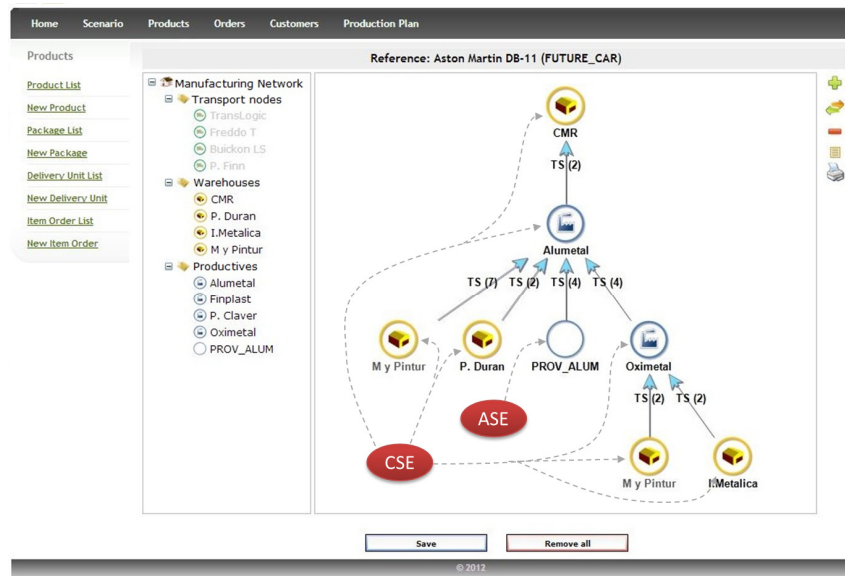 Home Scenario Products Orders Customers Production Plan
Products
Product List
New Product
Package List
New Package
Delivery Unit List
New Delivery Unit
Item Order List
New Item Order
Reference: Aston Martin DB-11 (FUTURE_CAR)
Manufacturing Network
Transport nodes
TransLogic
Freddo T
Buickon LS
P. Finn
Warehouses
CMR
P. Duran
I.Metalica
M y Pintur
Productives
Alumetal
Finplast
P. Claver
Oximetal
PROV_ALUM
CMR
TS (2)
Alumetal
TS (7) TS (2) TS (4) TS (4)
M y Pintur P. Duran PROV_ALUM Oximetal
TS (2) TS (2)
ASE
CSE
M y Pintur I.Metalica
Save Remove all
© 2012